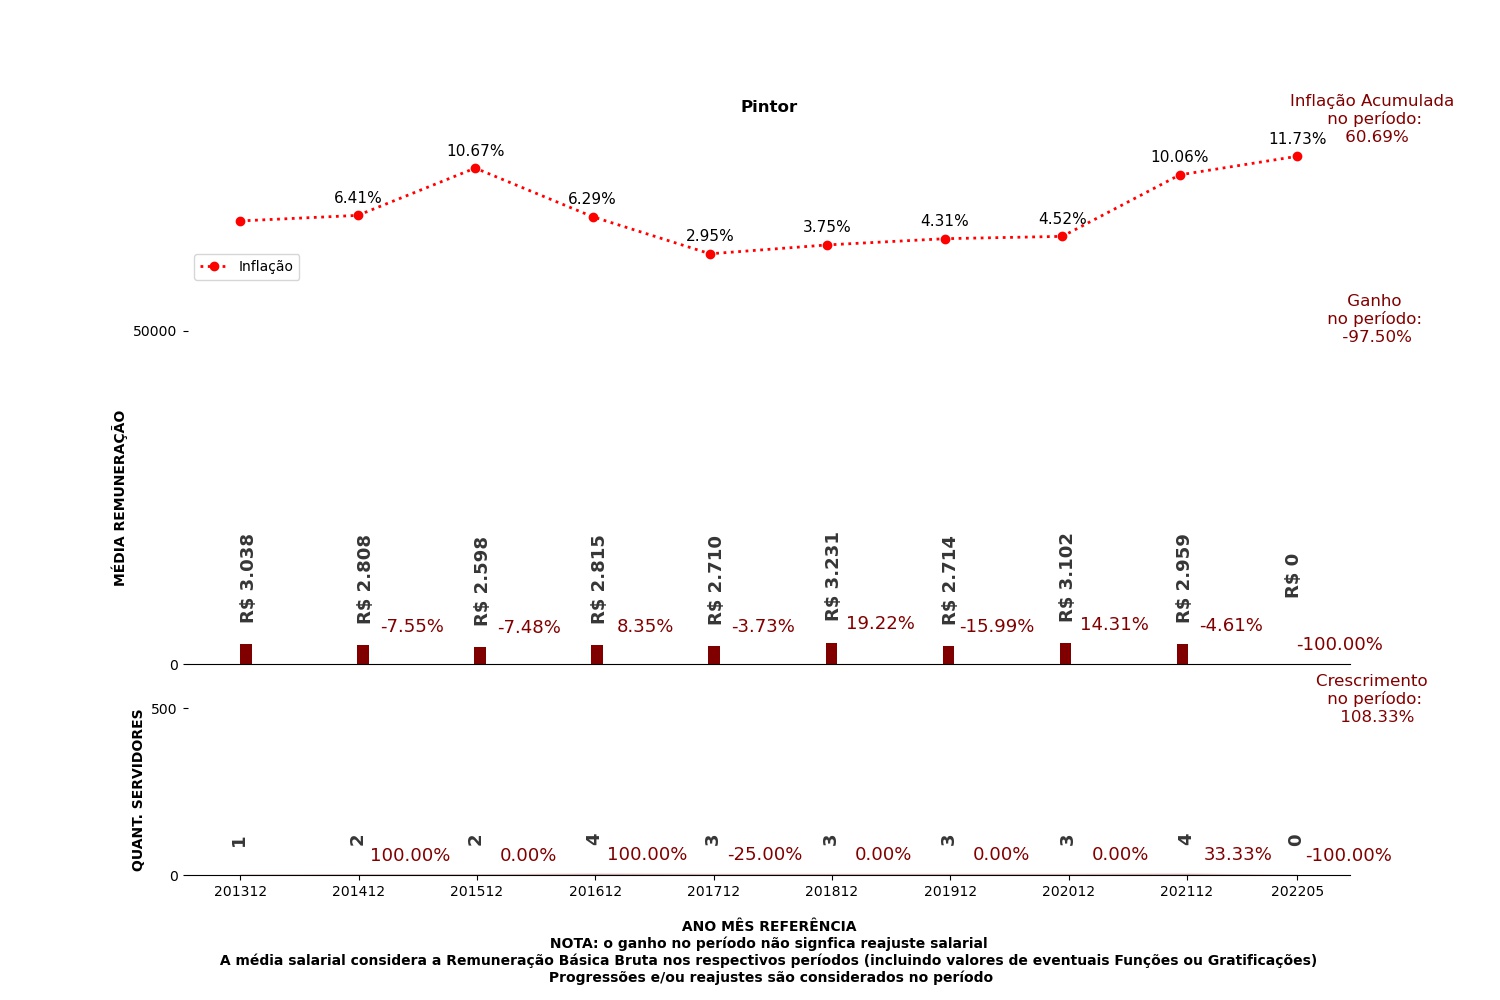 Pintor
Inflação Acumulada
no período:
60.69%
6.41%
10.67%
6.29%
2.95%
3.75%
4.31%
4.52%
10.06%
11.73%
Inflação
Ganho
no período:
-97.50%
50000
0
MÉDIA REMUNERAÇÃO
R$ 3.038
R$ 2.808
R$ 2.598
R$ 2.815
R$ 2.710
R$ 3.231
R$ 2.714
R$ 3.102
R$ 2.959
R$ 0
-7.55%
-7.48%
8.35%
-3.73%
19.22%
-15.99%
14.31%
-4.61%
-100.00%
Crescrimento
no período:
108.33%
500
0
QUANT. SERVIDORES
1
2
2
4
3
3
3
3
4
0
100.00%
0.00%
100.00%
-25.00%
0.00%
0.00%
0.00%
33.33%
-100.00%
201312
201412
201512
201612
201712
201812
201912
202012
202112
202205
ANO MÊS REFERÊNCIA
NOTA: o ganho no período não signfica reajuste salarial
A média salarial considera a Remuneração Básica Bruta nos respectivos períodos (incluindo valores de eventuais Funções ou Gratificações)
Progressões e/ou reajustes são considerados no período